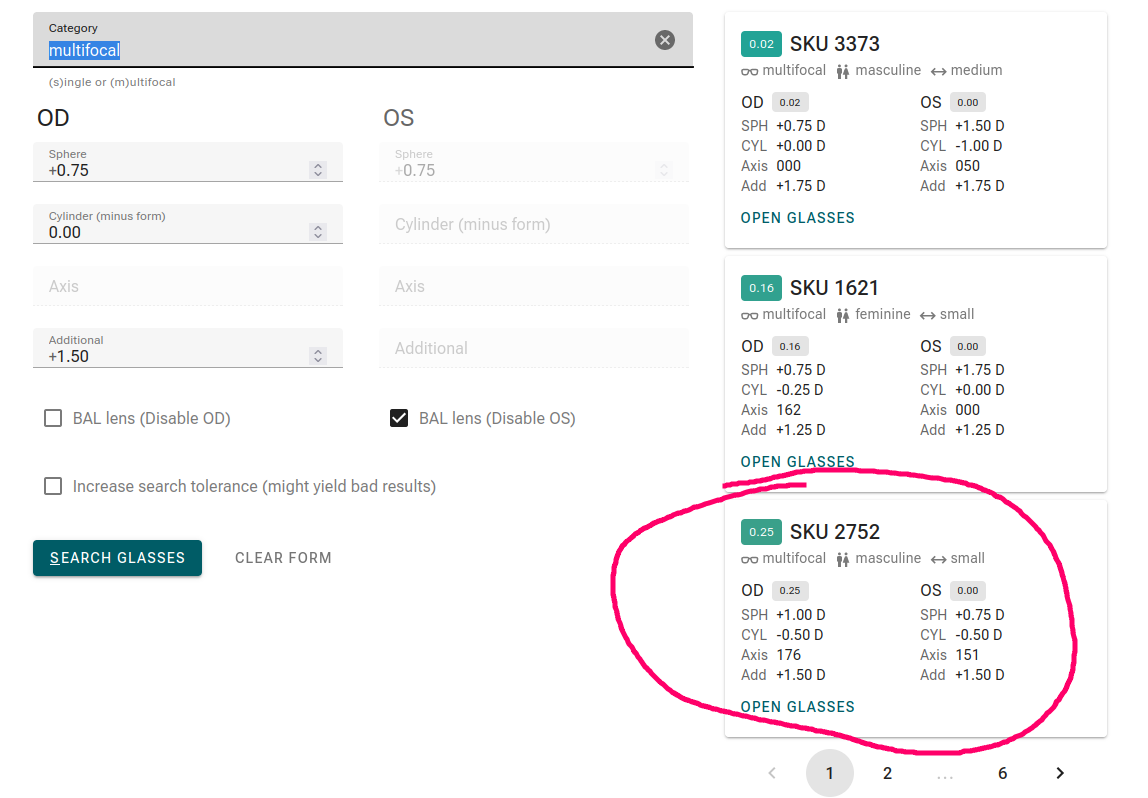 Category
multifocal
(s)ingle or (m)ultifocal
OD
OS
Sphere
+0.75
Sphere
+0.75
Cylinder (minus form)
0.00
Cylinder (minus form)
Axis
Axis
Additional
+1.50
Additional
BAL lens (Disable OD)
BAL lens (Disable OS)
Increase search tolerance (might yield bad results)
SEARCH GLASSES
CLEAR FORM
0.02 SKU 3373
multifocal masculine medium
OD 0.02 OS 0.00
SPH +0.75 D SPH +1.50 D
CYL +0.00 D CYL -1.00 D
Axis 000 Axis 050
Add +1.75 D Add +1.75 D
OPEN GLASSES
0.16 SKU 1621
multifocal feminine small
OD 0.16 OS 0.00
SPH +0.75 D SPH +1.75 D
CYL -0.25 D CYL +0.00 D
Axis 162 Axis 000
Add +1.25 D Add +1.25 D
OPEN GLASSES
0.25 SKU 2752
multifocal masculine small
OD 0.25 OS 0.00
SPH +1.00 D SPH +0.75 D
CYL -0.50 D CYL -0.50 D
Axis 176 Axis 151
Add +1.50 D Add +1.50 D
OPEN GLASSES
1 2 ... 6